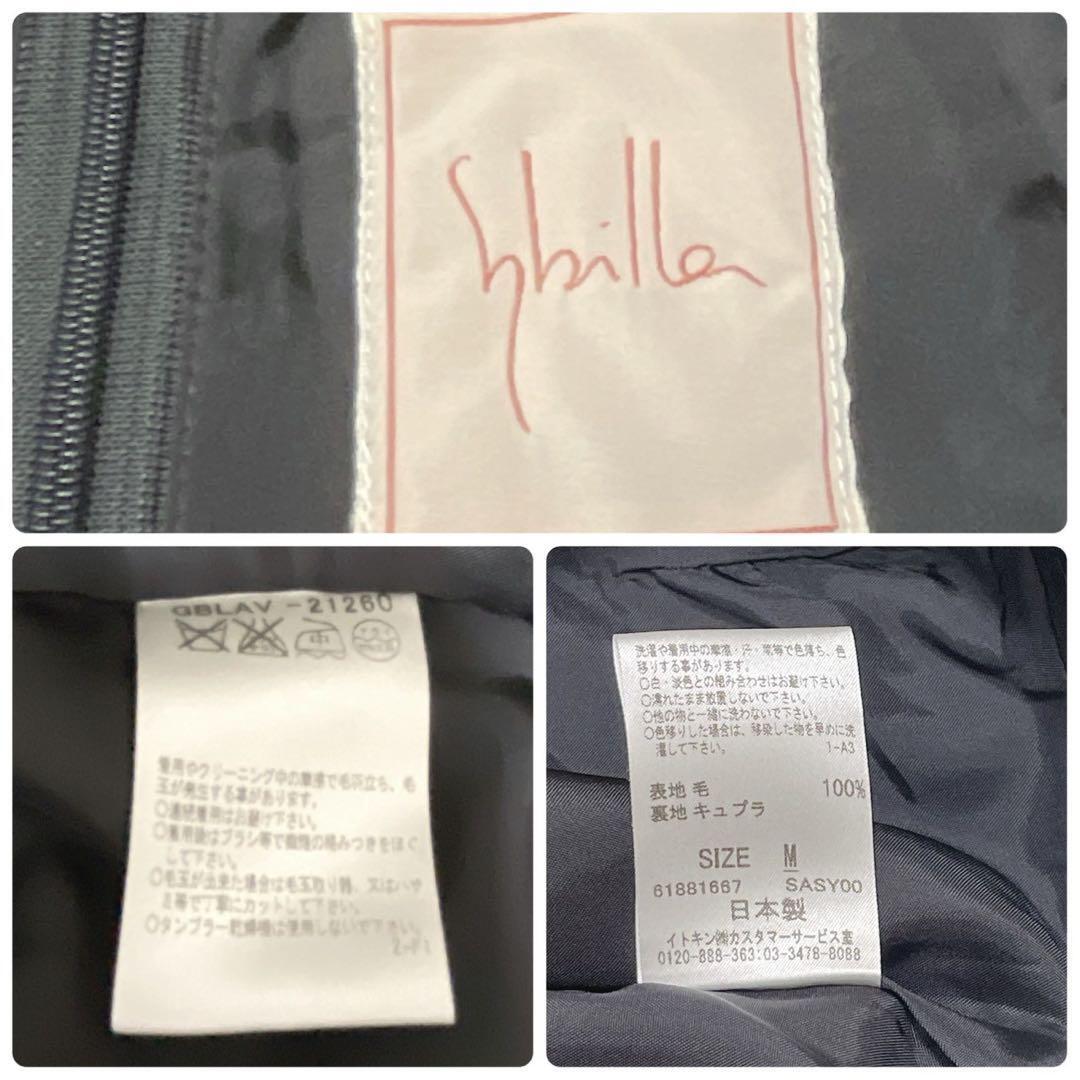 Sybilla
GBLAV -21260
中
着用やクリーニング中の摩擦で毛羽立ち、毛
玉が発生する事があります。
○連続着用はお避け下さい。
○着用後はブラシ等で繊維の絡みつきをほぐ
して下さい。
○毛玉が出来た場合は毛玉取り器、又はハサ
ミ等で丁寧にカットして下さい。
○タンブラー乾燥機は使用しないで下さい。
2-F1
洗濯や着用中の摩擦・汗・雨等で色落ち、色
移りする事があります。
○白・淡色との組み合わせはお避け下さい。
○濡れたまま放置しないで下さい。
○他の物と一緒に洗わないで下さい。
○色移りした場合は、移染した物を早めに洗
濯して下さい。 1-A3
表地 毛 100%
裏地 キュプラ
SIZE M
61881667 SASY00
日本製
イトキン㈱カスタマーサービス室
0120-888-363:03-3478-8088